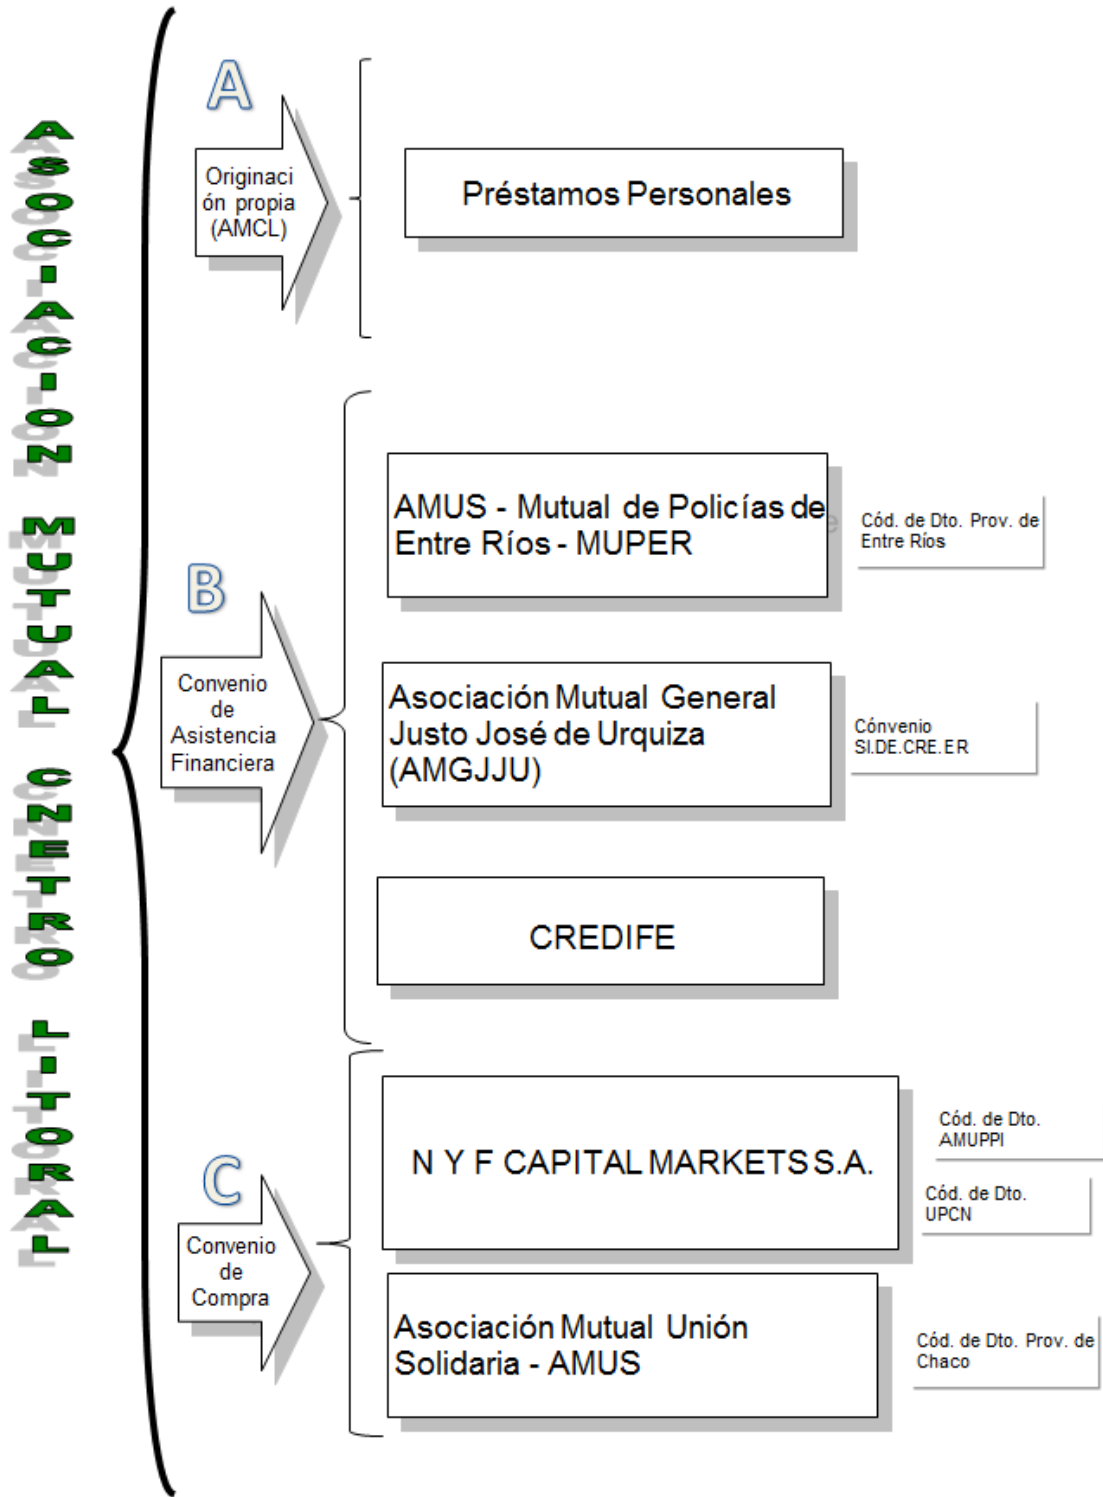 ASOCIACION MUTUAL CNETRO LITORAL
A
Originaci
ón propia
(AMCL)
Préstamos Personales
B
Convenio
de
Asistencia
Financiera
AMUS - Mutual de Policías de
Entre Ríos - MUPER
Cód. de Dto. Prov. de
Entre Ríos
Asociación Mutual General
Justo José de Urquiza
(AMGJJU)
Cónvenio
SI.DE.CRE.ER
CREDIFE
C
Convenio
de
Compra
N Y F CAPITAL MARKETS S.A.
Cód. de Dto.
AMUPPI
Cód. de Dto.
UPCN
Asociación Mutual Unión
Solidaria - AMUS
Cód. de Dto. Prov. de
Chaco